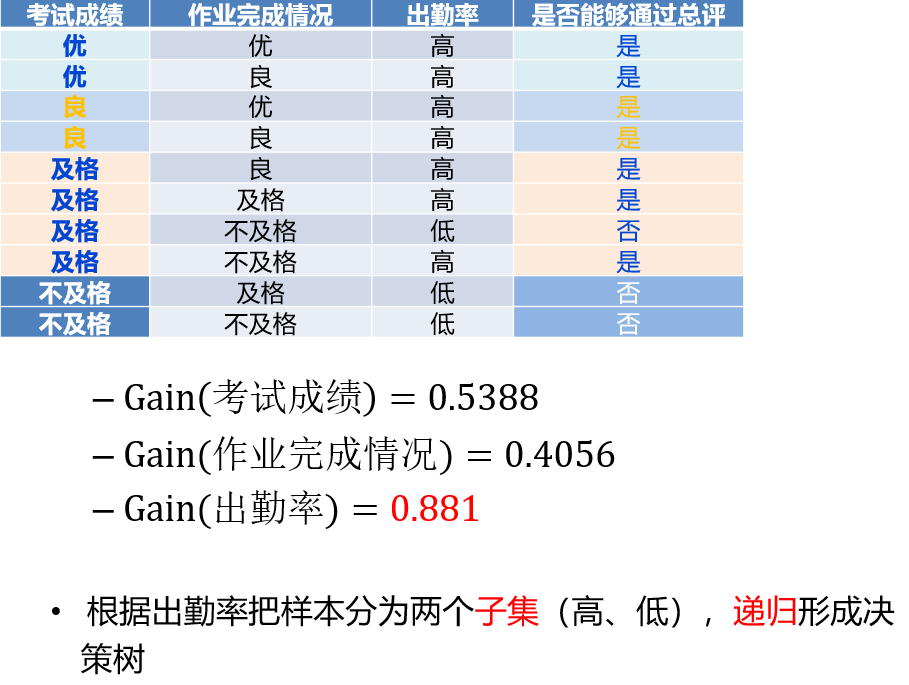 考试成绩 作业完成情况 出勤率 是否能够通过总评
优 优 高 是
优 良 高 是
良 优 高 是
良 良 高 是
及格 良 高 是
及格 及格 高 是
及格 不及格 低 否
及格 不及格 高 是
不及格 及格 低 否
不及格 不及格 低 否
– Gain(考试成绩) = 0.5388
– Gain(作业完成情况) = 0.4056
– Gain(出勤率) = 0.881
• 根据出勤率把样本分为两个子集（高、低），递归形成决
策树